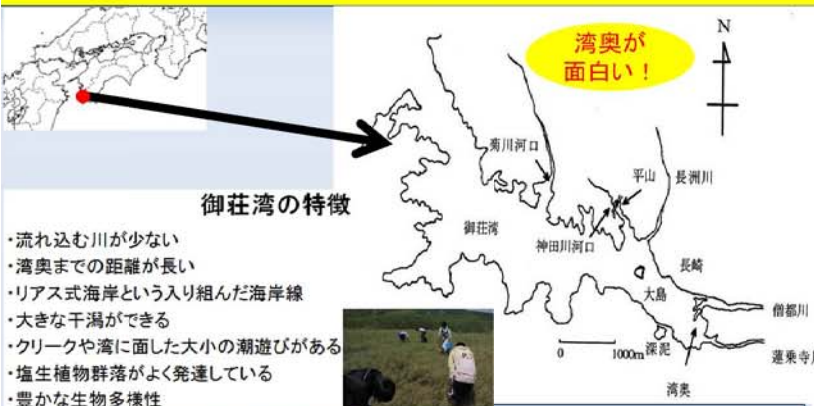 湾奥が
面白い！
N
菊川河口
平山
長洲川
御荘湾の特徴
御荘湾
神田川河口
・流れ込む川が少ない
・湾奥までの距離が長い
・リアス式海岸という入り組んだ海岸線
・大きな干潟ができる
・クリークや湾に面した大小の潮遊びがある
・塩生植物群落がよく発達している
・豊かな生物多様性
長崎
大島
僧都川
0 1000m
深泥
蓮乗寺川
湾奥